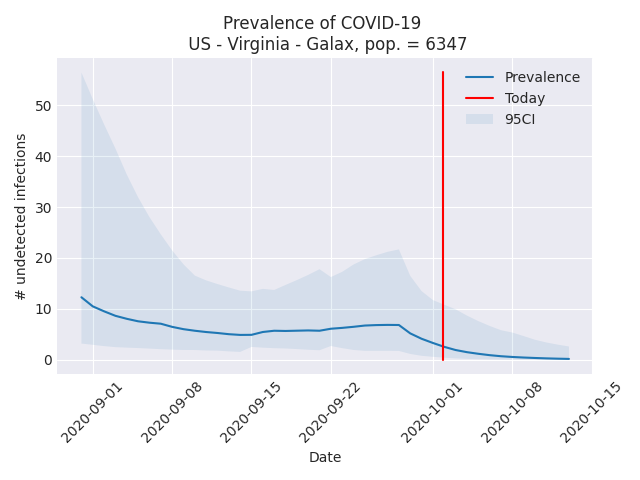 Prevalence of COVID-19
US - Virginia - Galax, pop. = 6347
Prevalence
Today
95CI
# undetected infections
50
40
30
20
10
0
2020-09-01
2020-09-08
2020-09-15
2020-09-22
2020-10-01
2020-10-08
2020-10-15
Date